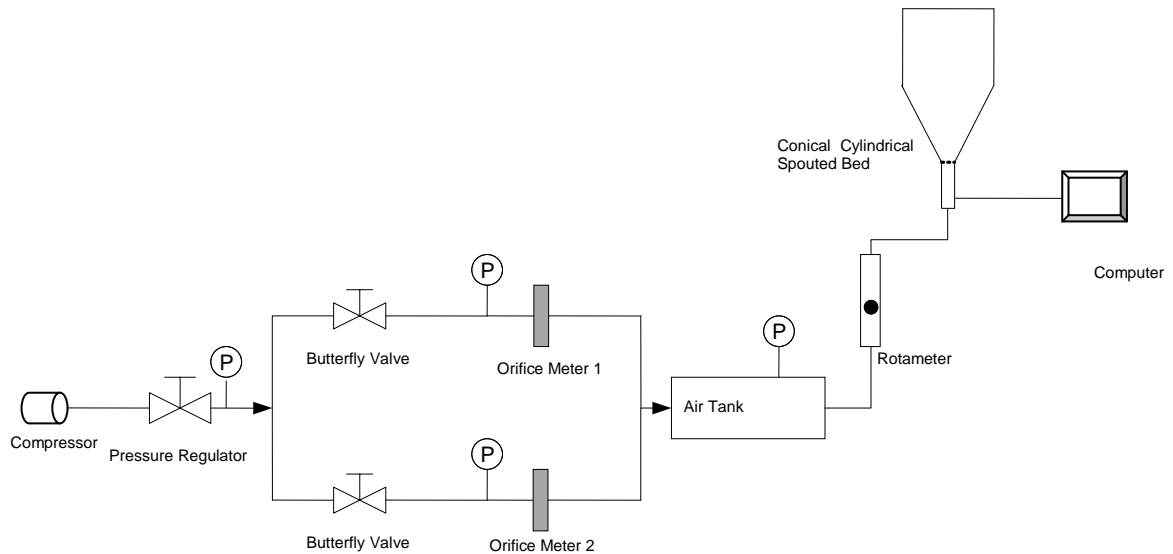 Conical Cylindrical
Spouted Bed
Computer
P
Butterfly Valve
Orifice Meter 1
P
Rotameter
P
Air Tank
Compressor
Pressure Regulator
P
Butterfly Valve
Orifice Meter 2